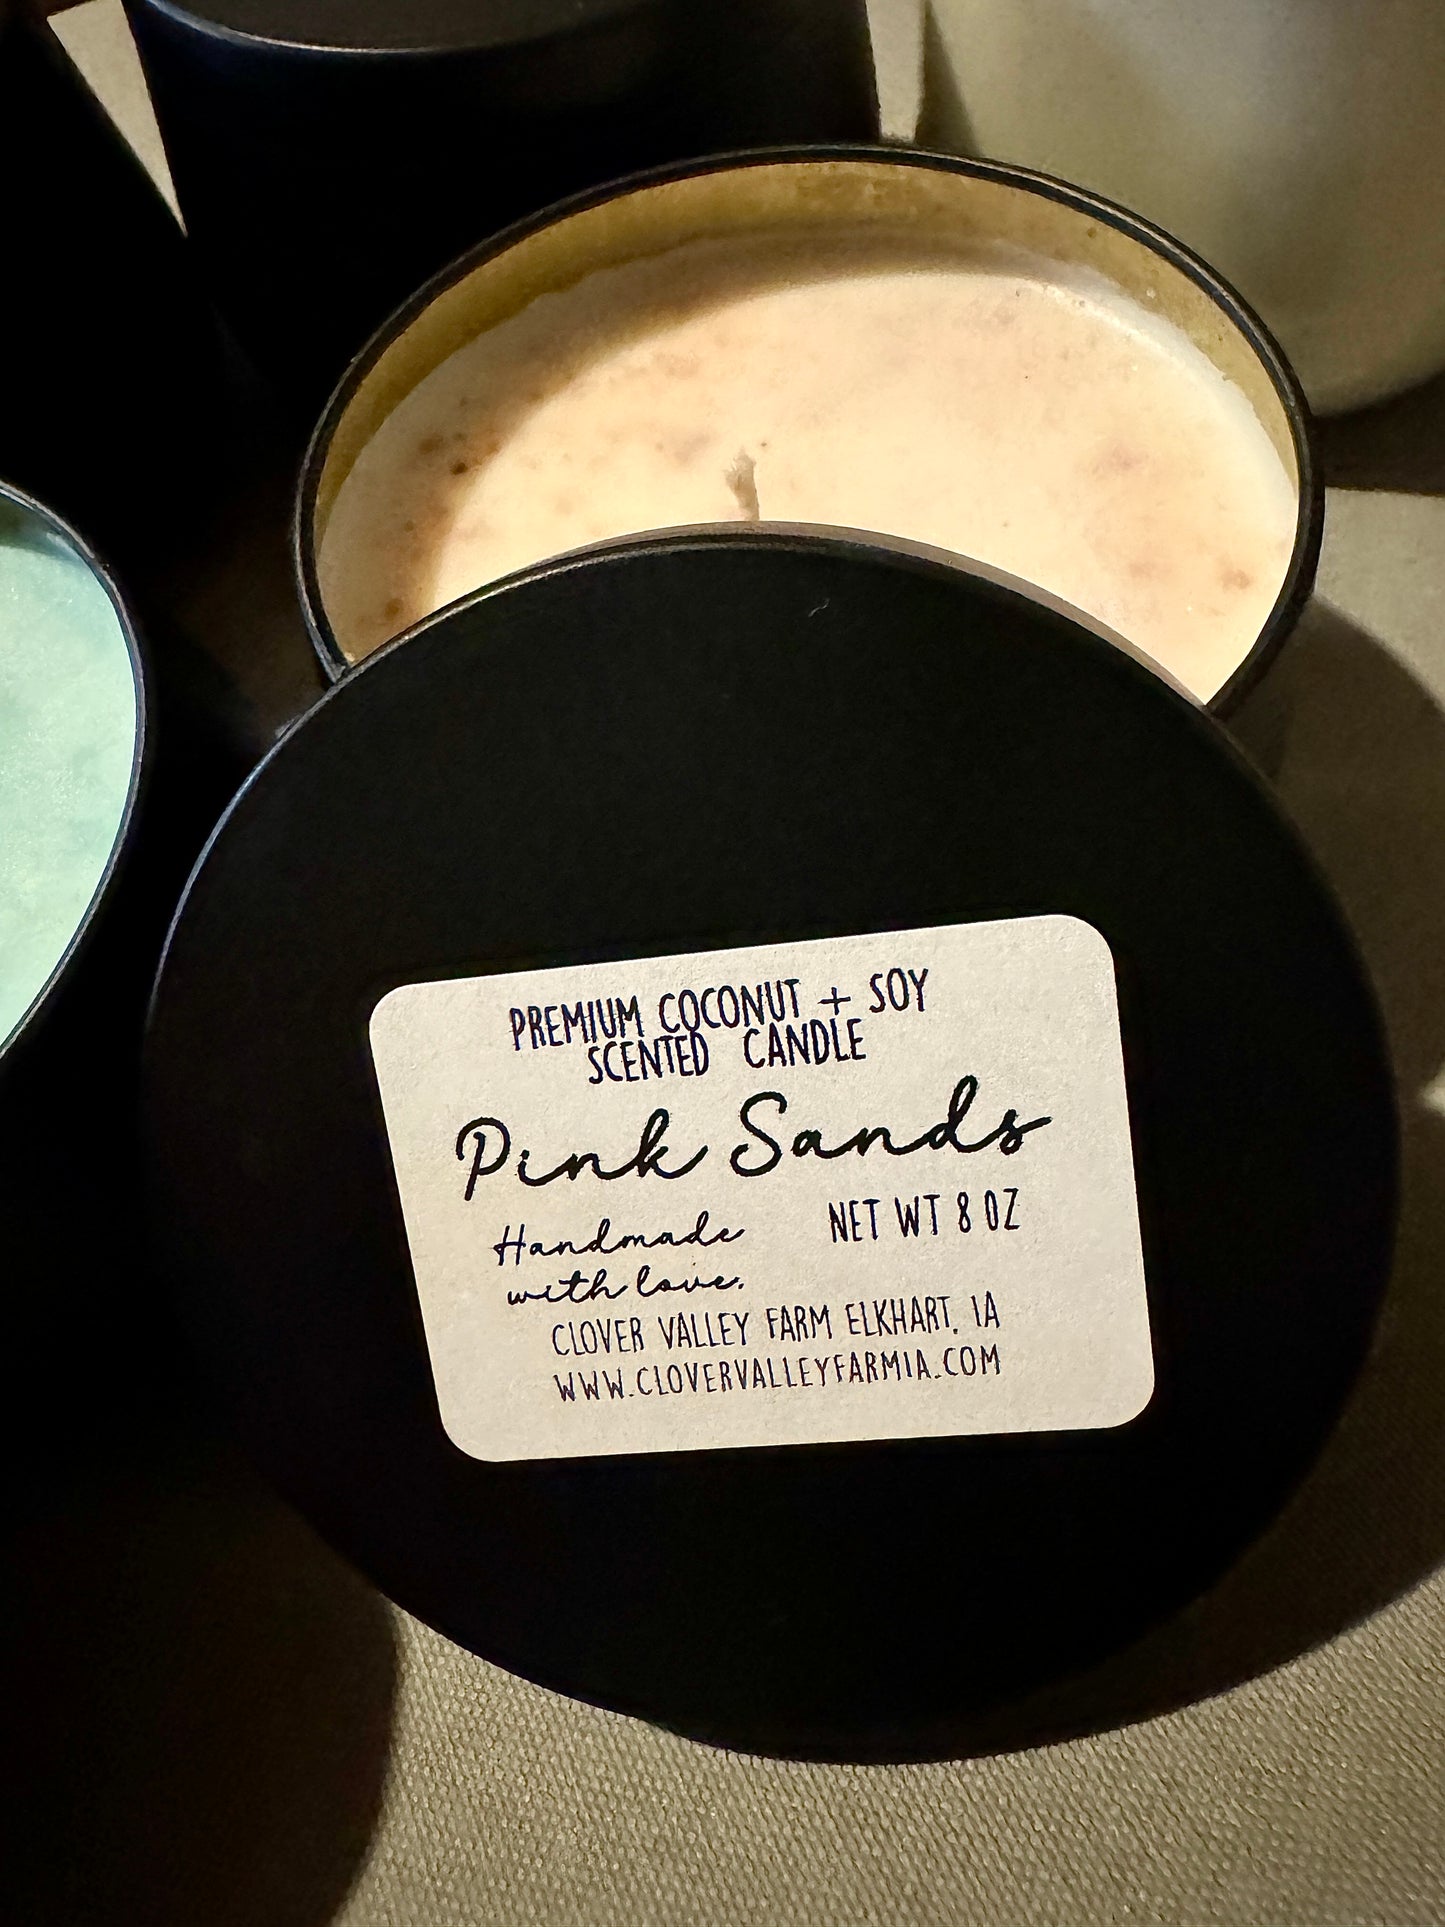 PREMIUM COCONUT + SOY
SCENTED CANDLE
Pink Sands
Handmade
with love.
NET WT 8 OZ
CLOVER VALLEY FARM ELKHART, IA
WWW.CLOVERVALLEYFARMIA.COM